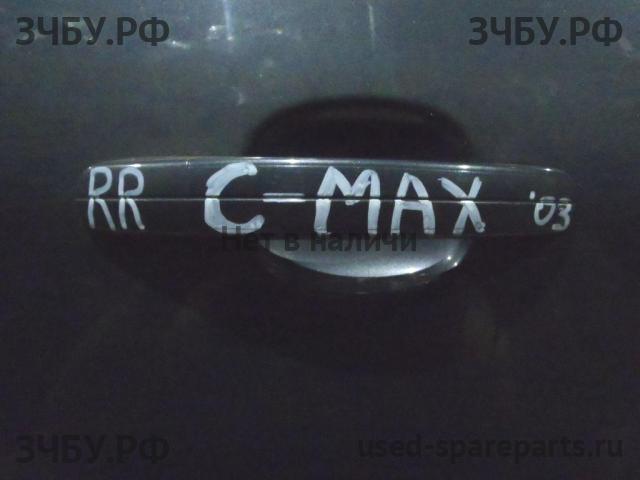 ЗЧБУ.РФ ЗЧБУ.РФ
RR C-MAX '03
Нет в наличи
ЗЧБУ.РФ used-spareparts.ru